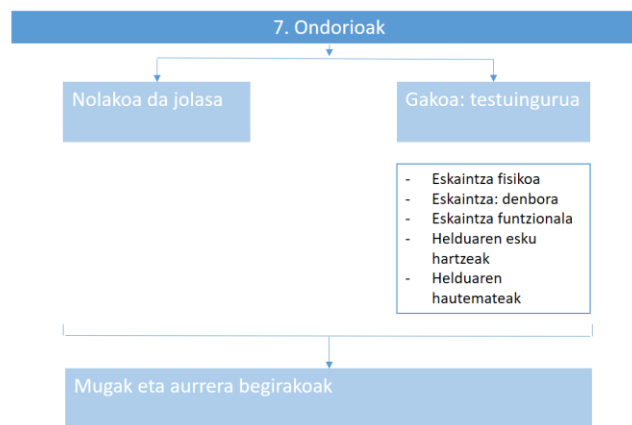 7. Ondorioak
Nolakoa da jolasa
Gakoa: testuingurua
- Eskaintza fisikoa
- Eskaintza: denbora
- Eskaintza funtzionala
- Helduaren esku
hartzeak
- Helduaren
hautemateak
Mugak eta aurrera begirakoak